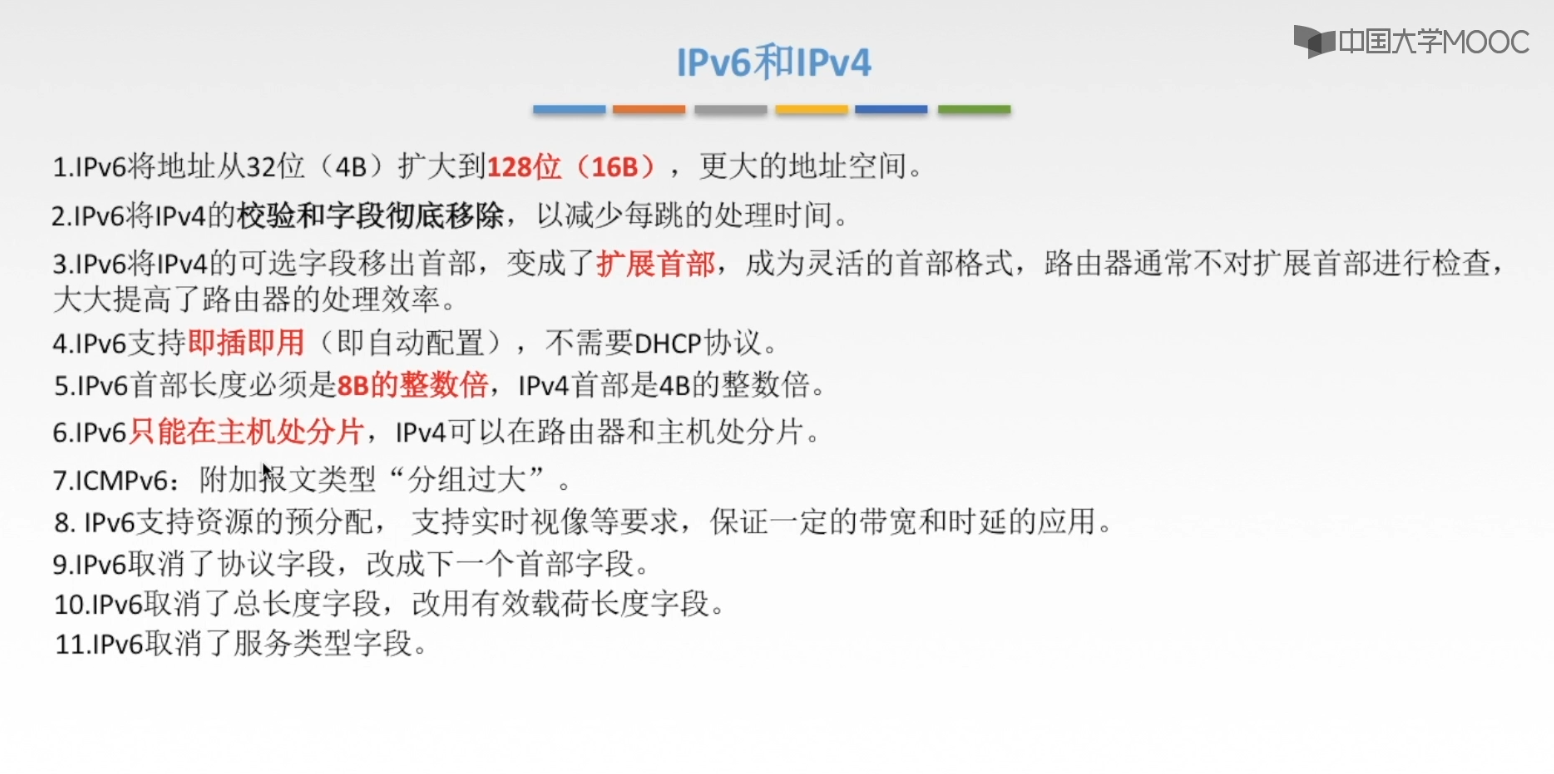 中国大学MOOC
IPv6和IPv4
1.IPv6将地址从32位（4B）扩大到128位（16B），更大的地址空间。
2.IPv6将IPv4的校验和字段彻底移除，以减少每跳的处理时间。
3.IPv6将IPv4的可选字段移出首部，变成了扩展首部，成为灵活的首部格式，路由器通常不对扩展首部进行检查，
大大提高了路由器的处理效率。
4.IPv6支持即插即用（即自动配置），不需要DHCP协议。
5.IPv6首部长度必须是8B的整数倍，IPv4首部是4B的整数倍。
6.IPv6只能在主机处分片，IPv4可以在路由器和主机处分片。
7.ICMPv6：附加报文类型“分组过大”。
8. IPv6支持资源的预分配， 支持实时视像等要求，保证一定的带宽和时延的应用。
9.IPv6取消了协议字段，改成下一个首部字段。
10.IPv6取消了总长度字段，改用有效载荷长度字段。
11.IPv6取消了服务类型字段。